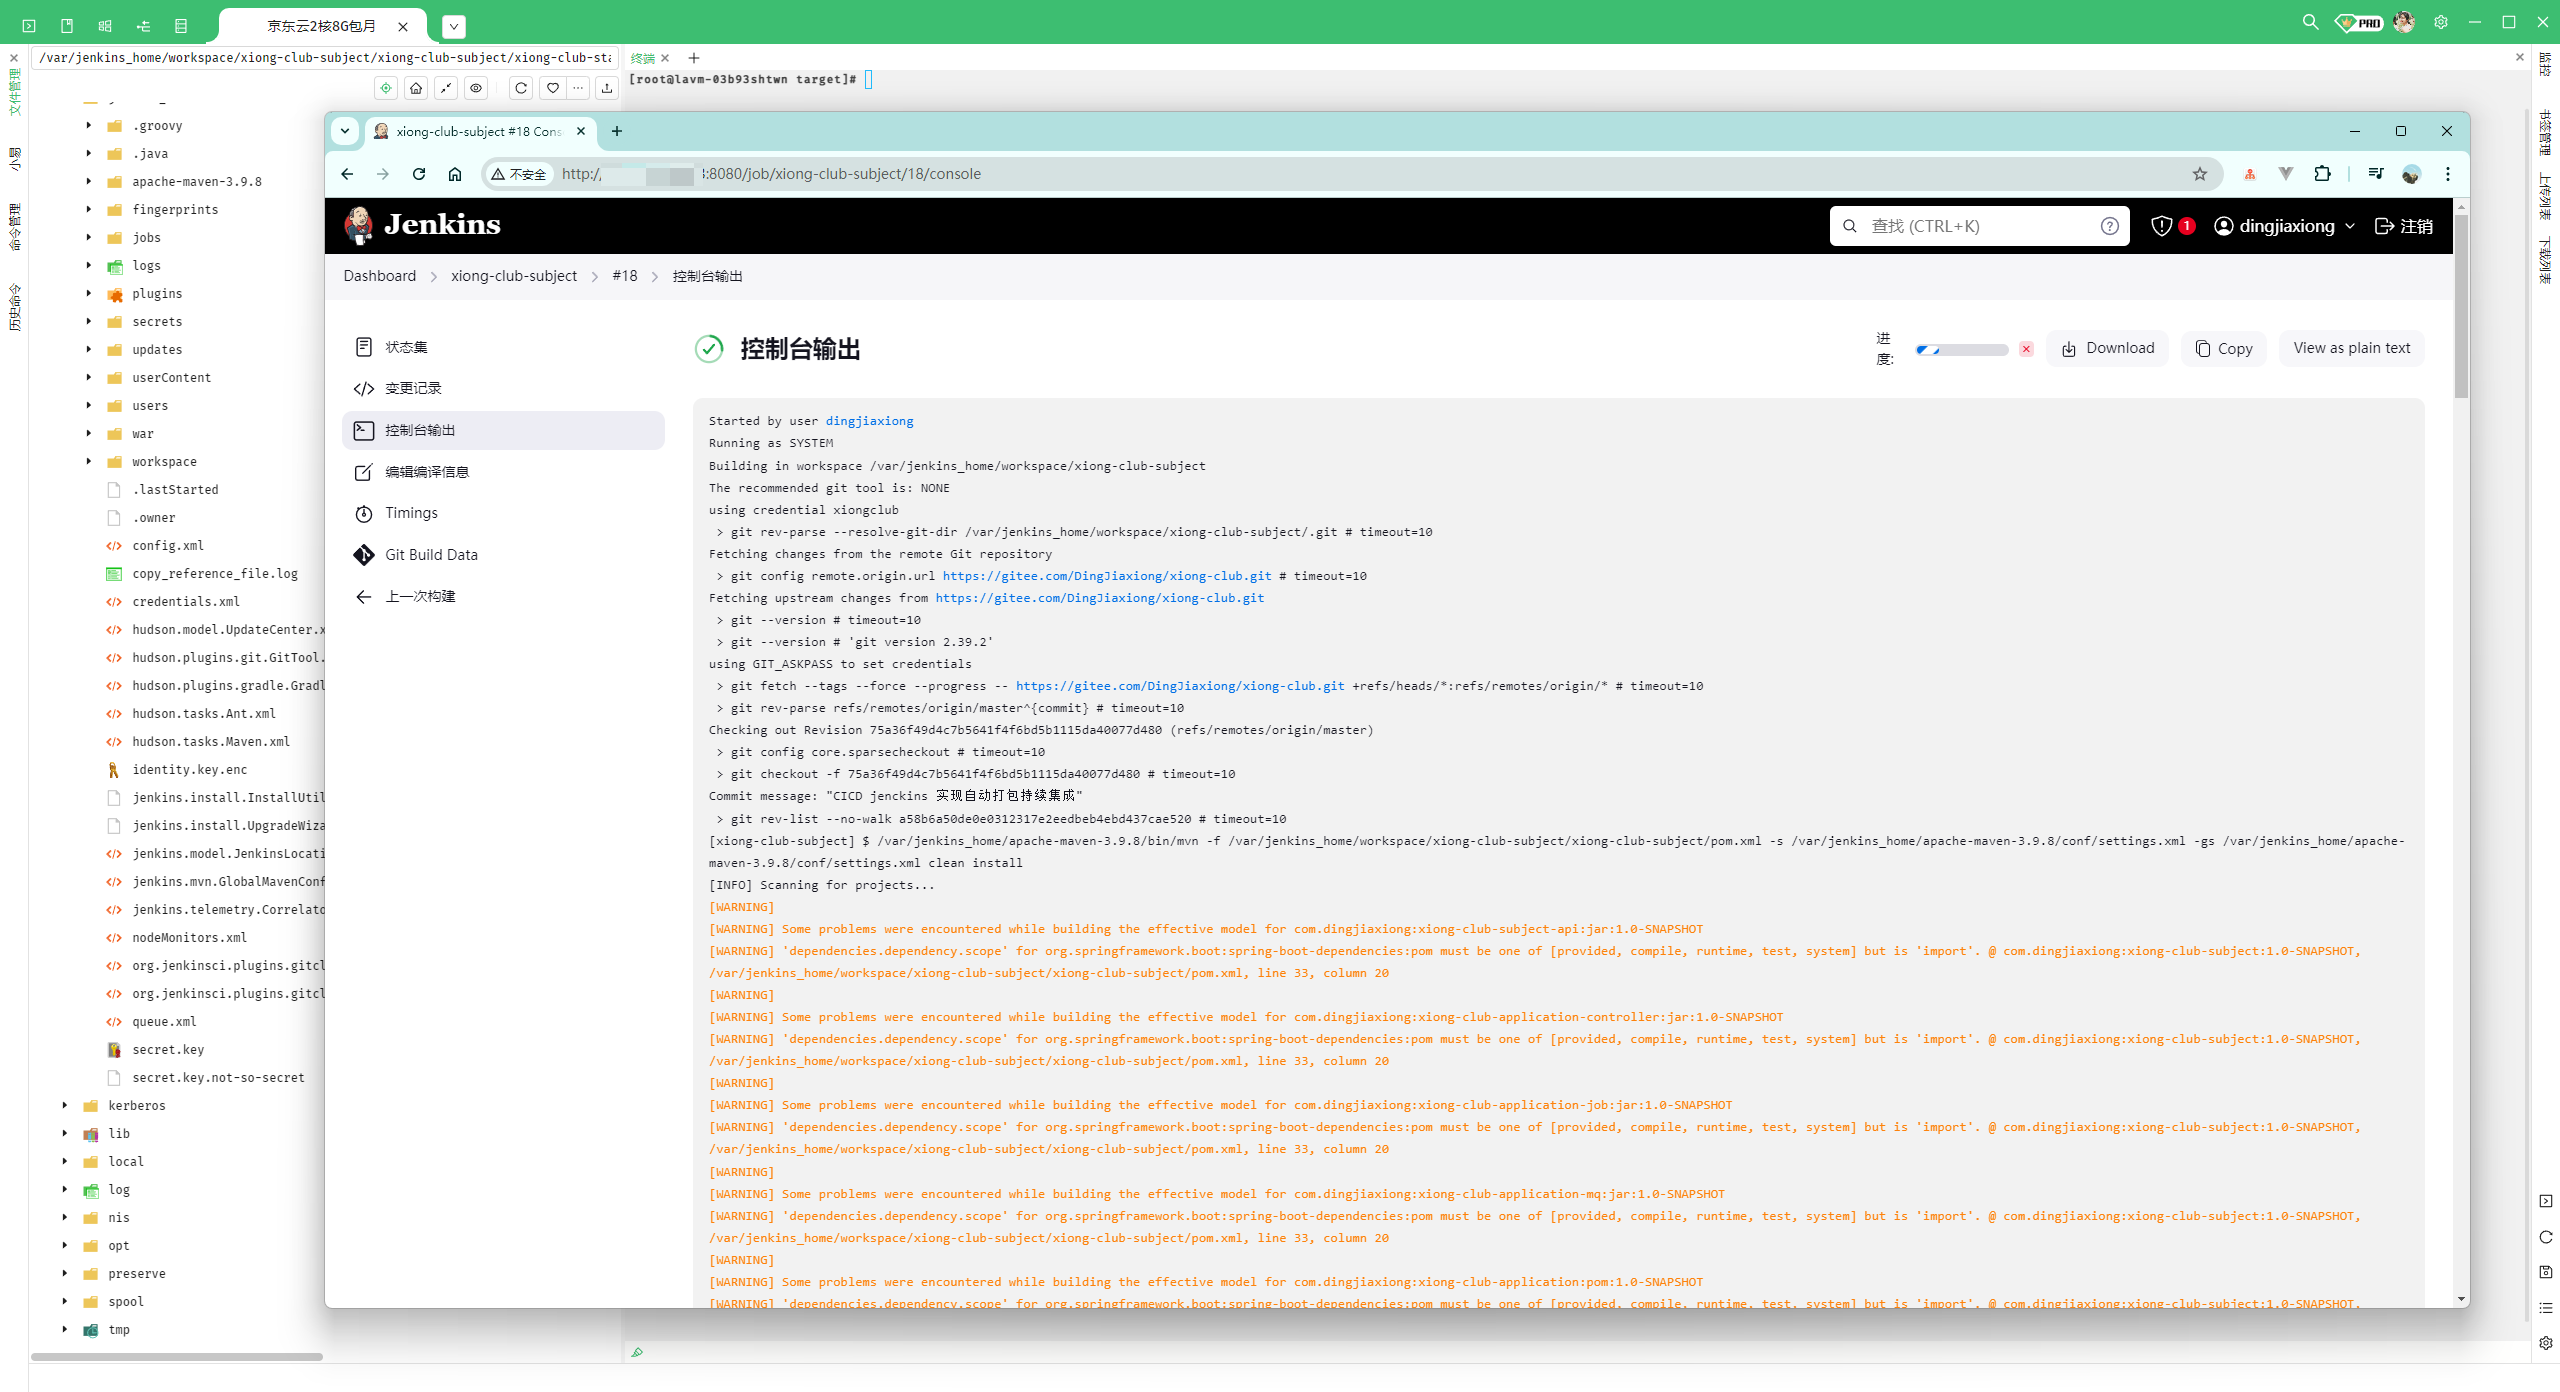 京东云2核8G包月
PRO
/var/jenkins_home/workspace/xiong-club-subject/xiong-club-subject/xiong-club-sta
终端
[root@lavm-03b93shtwn target]#
文件管理
小易
命令管理
历史命令
监控
书签管理
上传列表
下载列表
.groovy
.java
apache-maven-3.9.8
fingerprints
jobs
logs
plugins
secrets
updates
userContent
users
war
workspace
.lastStarted
.owner
config.xml
copy_reference_file.log
credentials.xml
hudson.model.UpdateCenter.x
hudson.plugins.git.GitTool.
hudson.plugins.gradle.Gradl
hudson.tasks.Ant.xml
hudson.tasks.Maven.xml
identity.key.enc
jenkins.install.InstallUtil
jenkins.install.UpgradeWiza
jenkins.model.JenkinsLocati
jenkins.mvn.GlobalMavenConf
jenkins.telemetry.Correlato
nodeMonitors.xml
org.jenkinsci.plugins.gitcl
org.jenkinsci.plugins.gitcl
queue.xml
secret.key
secret.key.not-so-secret
kerberos
lib
local
log
nis
opt
preserve
spool
tmp
xiong-club-subject #18 Cons
不安全
http://
:8080/job/xiong-club-subject/18/console
Jenkins
查找 (CTRL+K)
1
dingjiaxiong
注销
Dashboard
xiong-club-subject
#18
控制台输出
状态集
变更记录
控制台输出
编辑编译信息
Timings
Git Build Data
上一次构建
控制台输出
进度:
Download
Copy
View as plain text
Started by user dingjiaxiong
Running as SYSTEM
Building in workspace /var/jenkins_home/workspace/xiong-club-subject
The recommended git tool is: NONE
using credential xiongclub
> git rev-parse --resolve-git-dir /var/jenkins_home/workspace/xiong-club-subject/.git # timeout=10
Fetching changes from the remote Git repository
> git config remote.origin.url https://gitee.com/DingJiaxiong/xiong-club.git # timeout=10
Fetching upstream changes from https://gitee.com/DingJiaxiong/xiong-club.git
> git --version # timeout=10
> git --version # 'git version 2.39.2'
using GIT_ASKPASS to set credentials
> git fetch --tags --force --progress -- https://gitee.com/DingJiaxiong/xiong-club.git +refs/heads/*:refs/remotes/origin/* # timeout=10
> git rev-parse refs/remotes/origin/master^{commit} # timeout=10
Checking out Revision 75a36f49d4c7b5641f4f6bd5b1115da40077d480 (refs/remotes/origin/master)
> git config core.sparsecheckout # timeout=10
> git checkout -f 75a36f49d4c7b5641f4f6bd5b1115da40077d480 # timeout=10
Commit message: "CICD jenckins 实现自动打包持续集成"
> git rev-list --no-walk a58b6a50de0e0312317e2eedbeb4ebd437cae520 # timeout=10
[xiong-club-subject] $ /var/jenkins_home/apache-maven-3.9.8/bin/mvn -f /var/jenkins_home/workspace/xiong-club-subject/xiong-club-subject/pom.xml -s /var/jenkins_home/apache-maven-3.9.8/conf/settings.xml -gs /var/jenkins_home/apache-
maven-3.9.8/conf/settings.xml clean install
[INFO] Scanning for projects...
[WARNING]
[WARNING] Some problems were encountered while building the effective model for com.dingjiaxiong:xiong-club-subject-api:jar:1.0-SNAPSHOT
[WARNING] 'dependencies.dependency.scope' for org.springframework.boot:spring-boot-dependencies:pom must be one of [provided, compile, runtime, test, system] but is 'import'. @ com.dingjiaxiong:xiong-club-subject:1.0-SNAPSHOT,
/var/jenkins_home/workspace/xiong-club-subject/xiong-club-subject/pom.xml, line 33, column 20
[WARNING]
[WARNING] Some problems were encountered while building the effective model for com.dingjiaxiong:xiong-club-application-controller:jar:1.0-SNAPSHOT
[WARNING] 'dependencies.dependency.scope' for org.springframework.boot:spring-boot-dependencies:pom must be one of [provided, compile, runtime, test, system] but is 'import'. @ com.dingjiaxiong:xiong-club-subject:1.0-SNAPSHOT,
/var/jenkins_home/workspace/xiong-club-subject/xiong-club-subject/pom.xml, line 33, column 20
[WARNING]
[WARNING] Some problems were encountered while building the effective model for com.dingjiaxiong:xiong-club-application-job:jar:1.0-SNAPSHOT
[WARNING] 'dependencies.dependency.scope' for org.springframework.boot:spring-boot-dependencies:pom must be one of [provided, compile, runtime, test, system] but is 'import'. @ com.dingjiaxiong:xiong-club-subject:1.0-SNAPSHOT,
/var/jenkins_home/workspace/xiong-club-subject/xiong-club-subject/pom.xml, line 33, column 20
[WARNING]
[WARNING] Some problems were encountered while building the effective model for com.dingjiaxiong:xiong-club-application-mq:jar:1.0-SNAPSHOT
[WARNING] 'dependencies.dependency.scope' for org.springframework.boot:spring-boot-dependencies:pom must be one of [provided, compile, runtime, test, system] but is 'import'. @ com.dingjiaxiong:xiong-club-subject:1.0-SNAPSHOT,
/var/jenkins_home/workspace/xiong-club-subject/xiong-club-subject/pom.xml, line 33, column 20
[WARNING]
[WARNING] Some problems were encountered while building the effective model for com.dingjiaxiong:xiong-club-application:pom:1.0-SNAPSHOT
[WARNING] 'dependencies.dependency.scope' for org.springframework.boot:spring-boot-dependencies:pom must be one of [provided, compile, runtime, test, system] but is 'import'. @ com.dingjiaxiong:xiong-club-subject:1.0-SNAPSHOT,